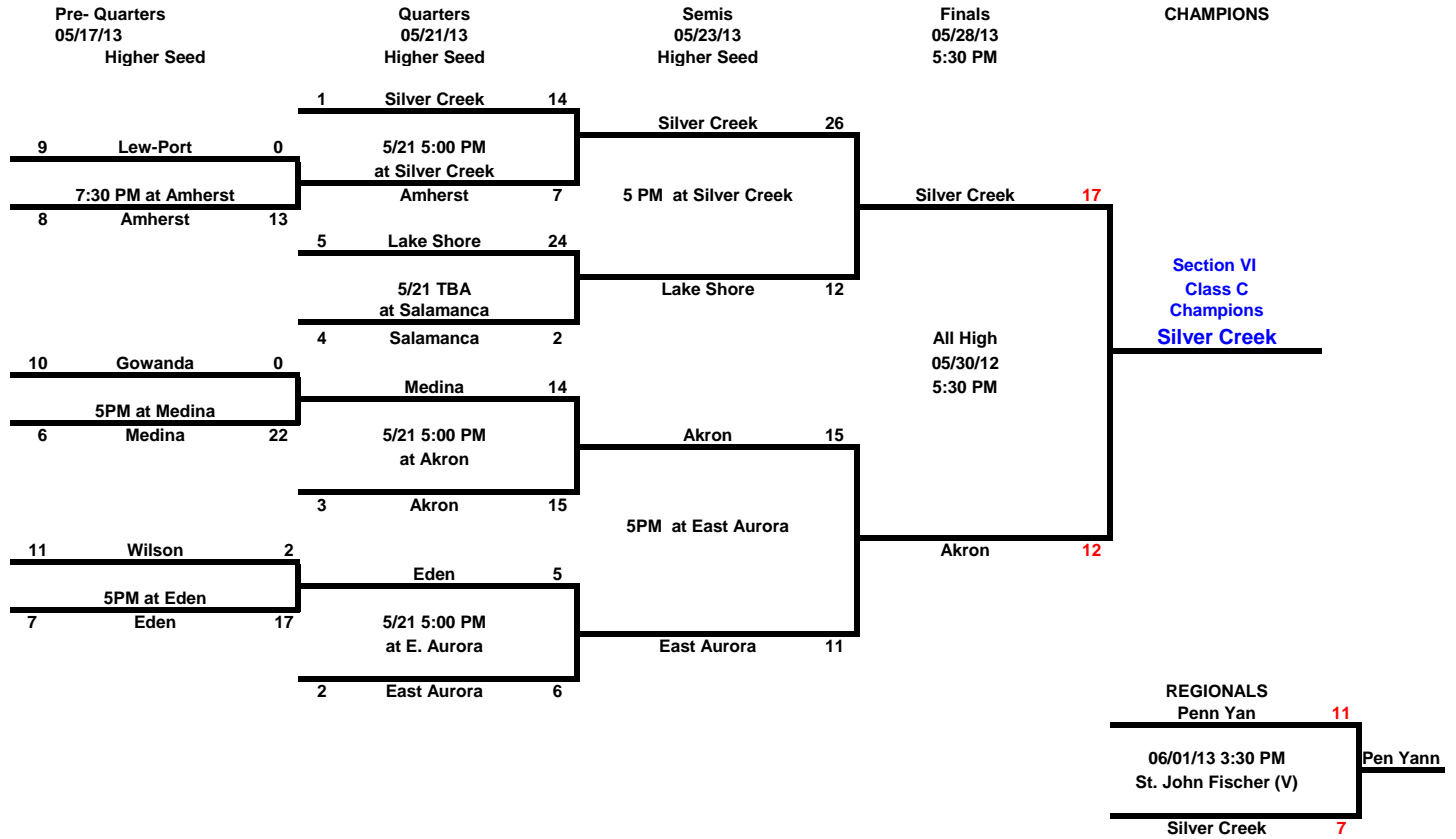 Pre- Quarters Quarters Semis Finals CHAMPIONS
05/17/13 05/21/13 05/23/13 05/28/13
Higher Seed Higher Seed Higher Seed 5:30 PM
1 Silver Creek 14
Silver Creek 26
9 Lew-Port 0 5/21 5:00 PM
at Silver Creek
7:30 PM at Amherst Amherst 7 5 PM at Silver Creek Silver Creek 17
8 Amherst 13
5 Lake Shore 24
Section VI
5/21 TBA Lake Shore 12 Class C
at Salamanca Champions
4 Salamanca 2 All High Silver Creek
10 Gowanda 0 05/30/12
Medina 14 5:30 PM
5PM at Medina
6 Medina 22 5/21 5:00 PM Akron 15
at Akron
3 Akron 15
5PM at East Aurora
11 Wilson 2 Akron 12
Eden 5
5PM at Eden
7 Eden 17 5/21 5:00 PM
at E. Aurora East Aurora 11
2 East Aurora 6 REGIONALS
Penn Yan 11
06/01/13 3:30 PM Pen Yann
St. John Fischer (V)
Silver Creek 7